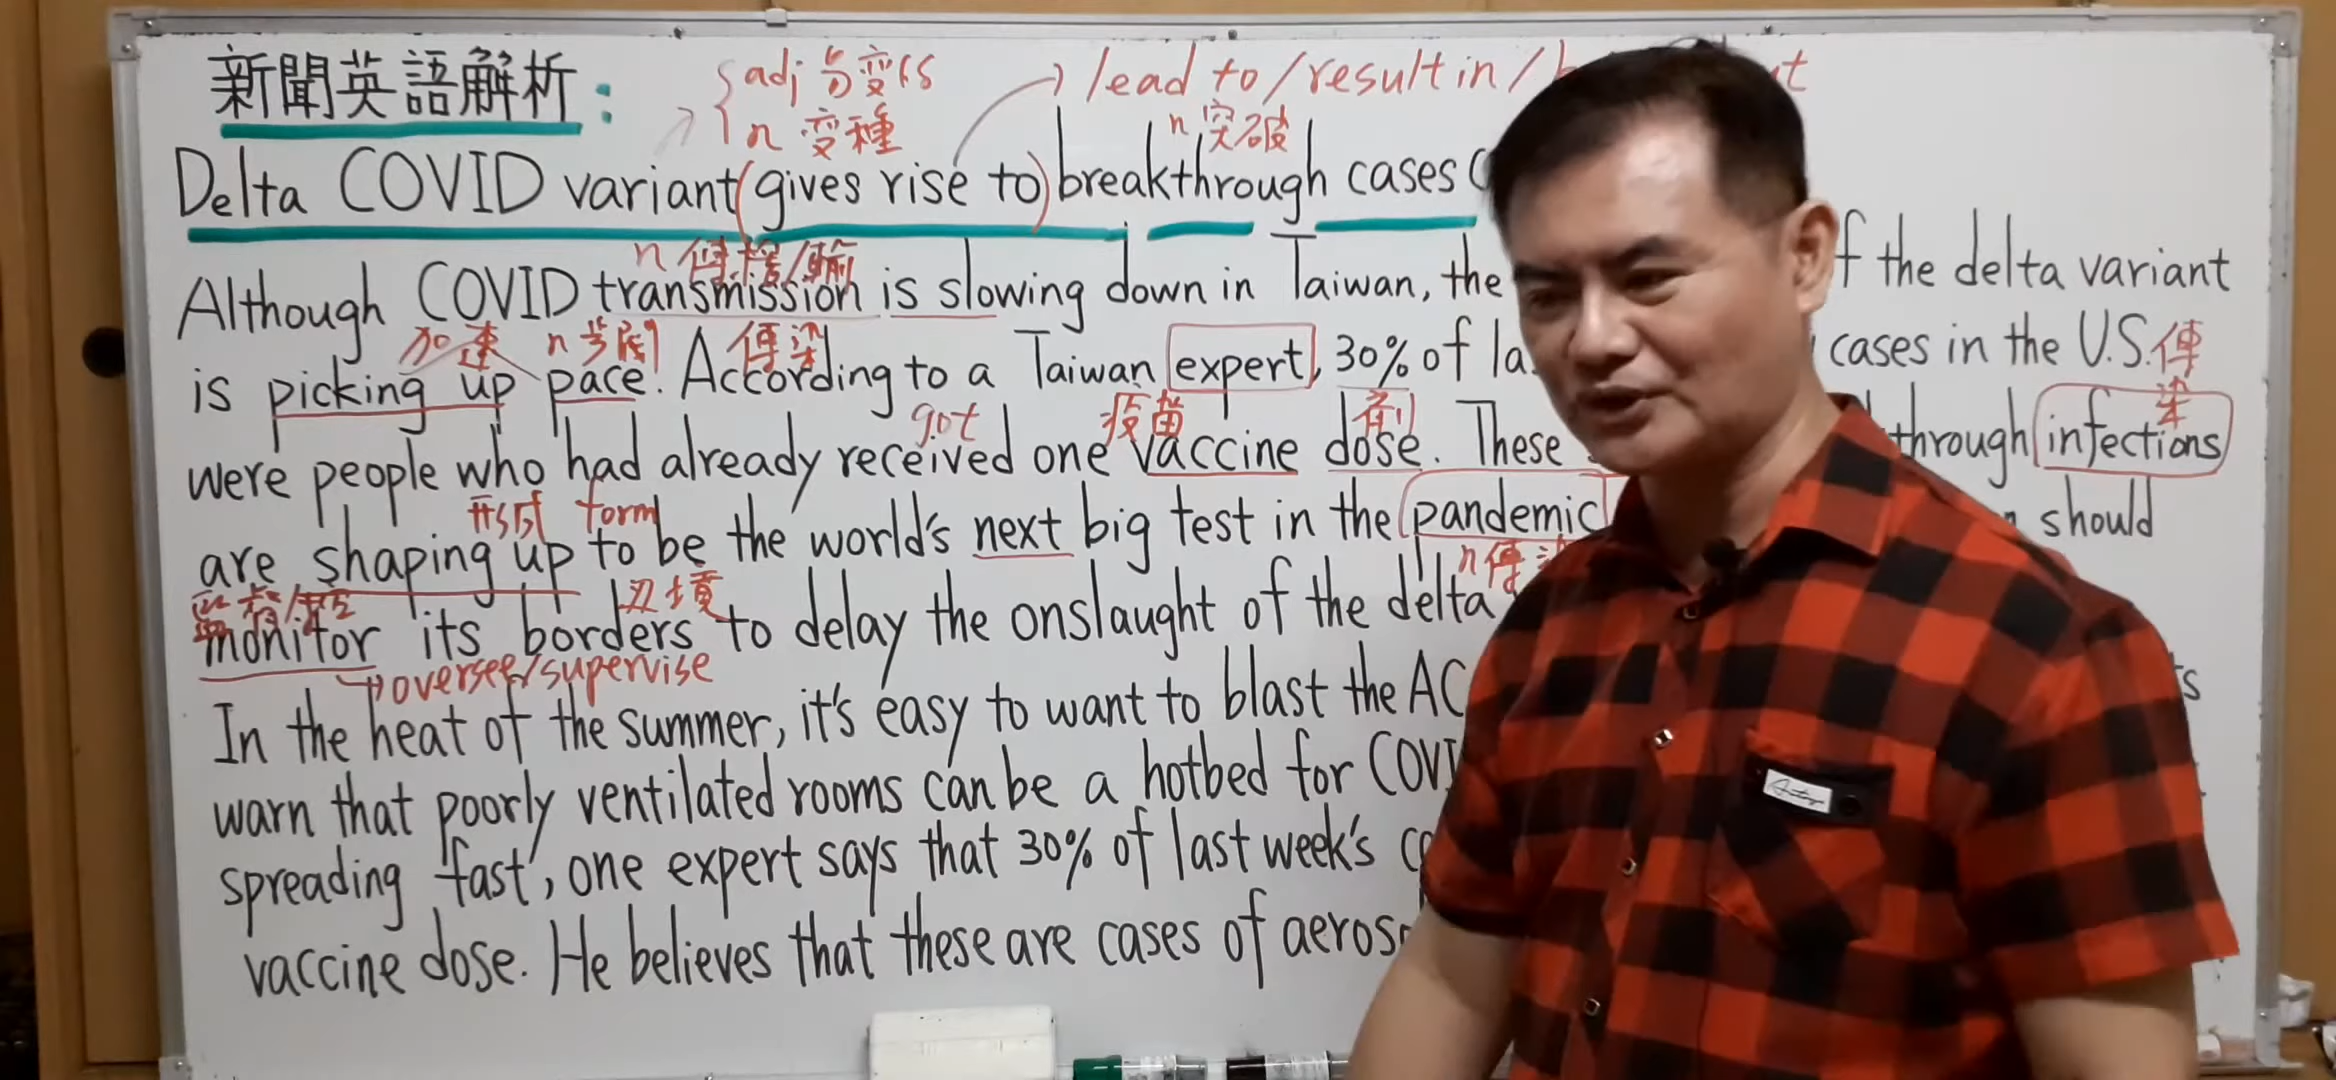 新聞英語解析:
adj 易變的
n 变種
lead to/result in/
n 突破
Delta COVID variant (gives rise to) breakthrough cases
n 傳播/輸
Although COVID transmission is slowing down in Taiwan, the f the delta variant
加速 n 步 傳染
is picking up pace. According to a Taiwan expert, 30% of la cases in the U.S.
傳染
got 疫苗 劑
were people who had already received one vaccine dose. These through infections
形成 form
are shaping up to be the world's next big test in the pandemic should
n 傳
監督/控 边境
monitor its borders to delay the onslaught of the delta
oversee/supervise
In the heat of the summer, it's easy to want to blast the AC
warn that poorly ventilated rooms can be a hotbed for COVI
spreading fast, one expert says that 30% of last week's c
vaccine dose. He believes that these are cases of aeros